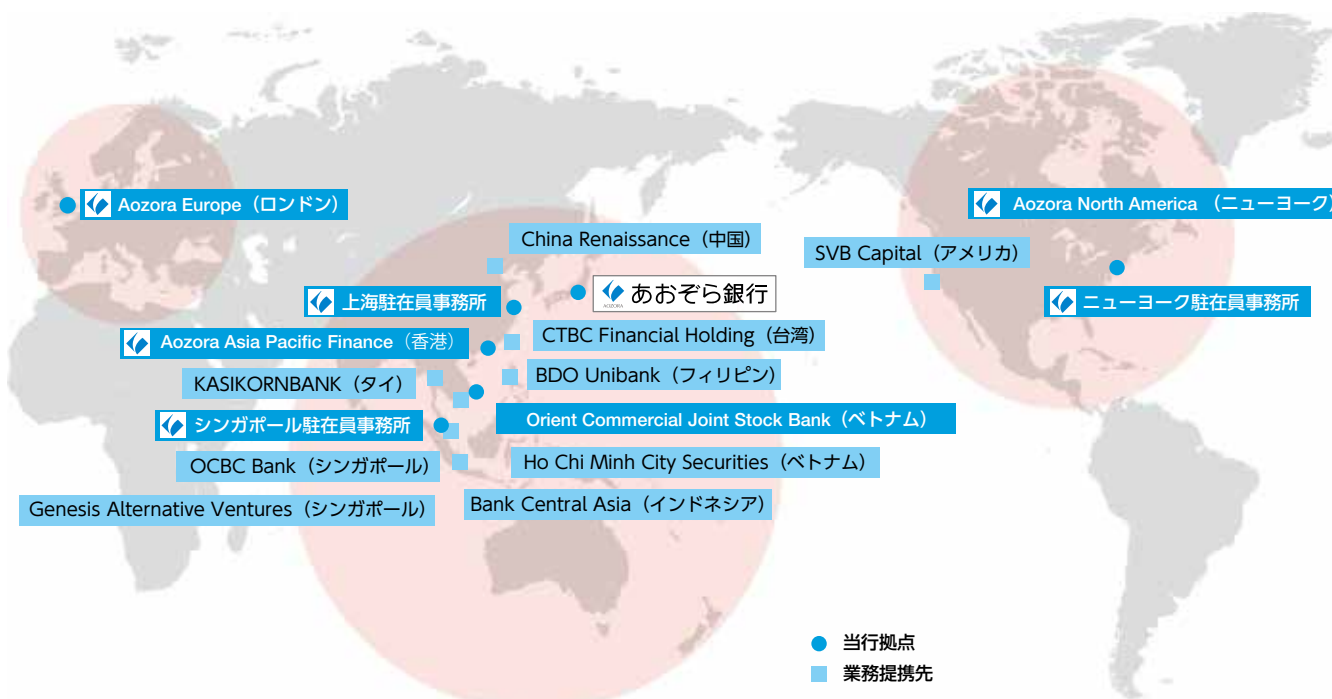 Aozora Europe（ロンドン）
Aozora North America （ニューヨーク）
China Renaissance（中国）
SVB Capital（アメリカ）
AOZORA
あおぞら銀行
上海駐在員事務所
ニューヨーク駐在員事務所
CTBC Financial Holding（台湾）
Aozora Asia Pacific Finance（香港）
BDO Unibank（フィリピン）
KASIKORNBANK（タイ）
Orient Commercial Joint Stock Bank（ベトナム）
シンガポール駐在員事務所
Ho Chi Minh City Securities（ベトナム）
OCBC Bank（シンガポール）
Bank Central Asia（インドネシア）
Genesis Alternative Ventures（シンガポール）
当行拠点
業務提携先